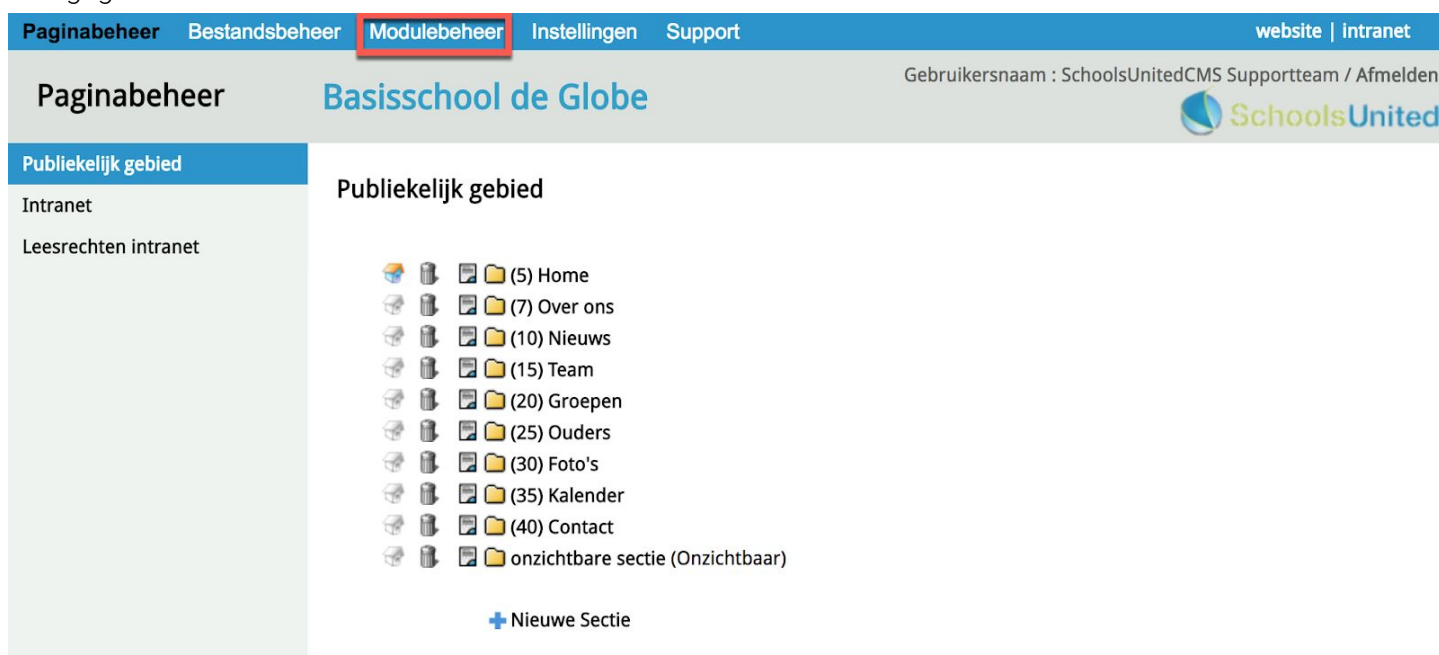 Paginabeheer Bestandsbeheer Modulebeheer Instellingen Support website | intranet
Paginabeheer Basisschool de Globe Gebruikersnaam : SchoolsUnitedCMS Supportteam / Afmelden
SchoolsUnited
Publiekelijk gebied
Intranet
Leesrechten intranet
Publiekelijk gebied
(5) Home
(7) Over ons
(10) Nieuws
(15) Team
(20) Groepen
(25) Ouders
(30) Foto's
(35) Kalender
(40) Contact
onzichtbare sectie (Onzichtbaar)
Nieuwe Sectie